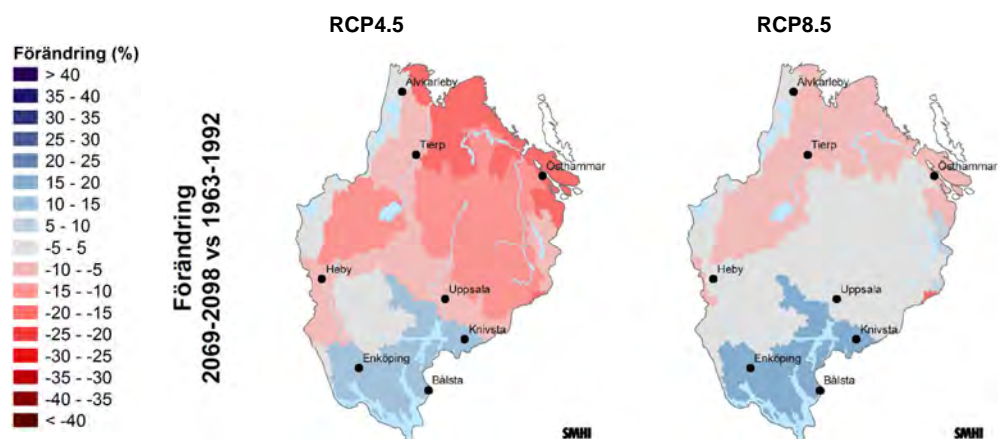 RCP4.5
RCP8.5
Förändring (%)
> 40
35 - 40
30 - 35
25 - 30
20 - 25
15 - 20
10 - 15
5 - 10
-5 - 5
-10 - -5
-15 - -10
-20 - -15
-25 - -20
-30 - -25
-35 - -30
-40 - -35
< -40
Förändring
2069-2098 vs 1963-1992
Älvkarleby
Tierp
Östhammar
Heby
Uppsala
Knivsta
Enköping
Bålsta
SMHI
Älvkarleby
Tierp
Östhammar
Heby
Uppsala
Knivsta
Enköping
Bålsta
SMHI